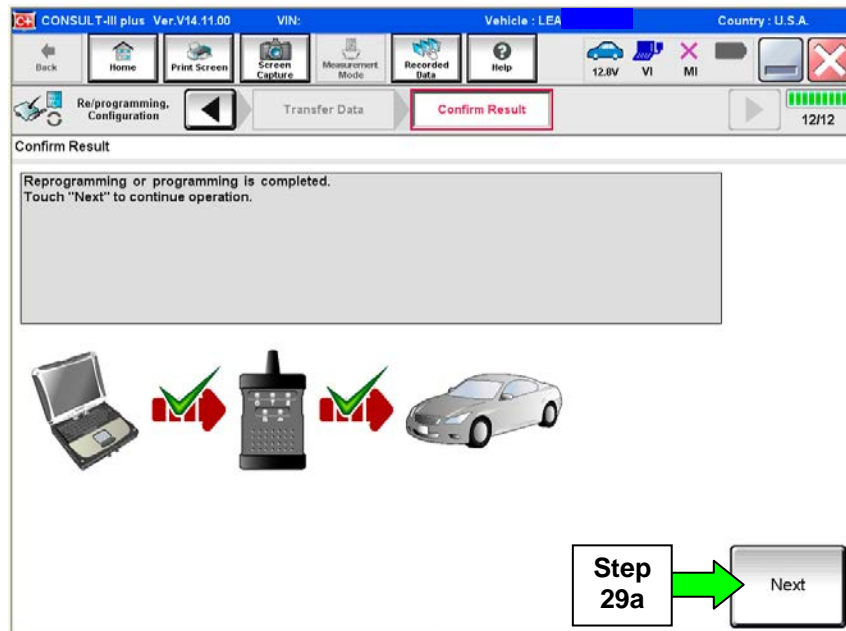 C+ CONSULT-III plus Ver.V14.11.00 VIN: Vehicle : LEA Country : U.S.A.
Back Home Print Screen Screen Capture Measurement Mode Recorded Data Help 12.8V VI MI
Re/programming, Configuration Transfer Data Confirm Result 12/12
Confirm Result
Reprogramming or programming is completed.
Touch "Next" to continue operation.
Step
29a
Next